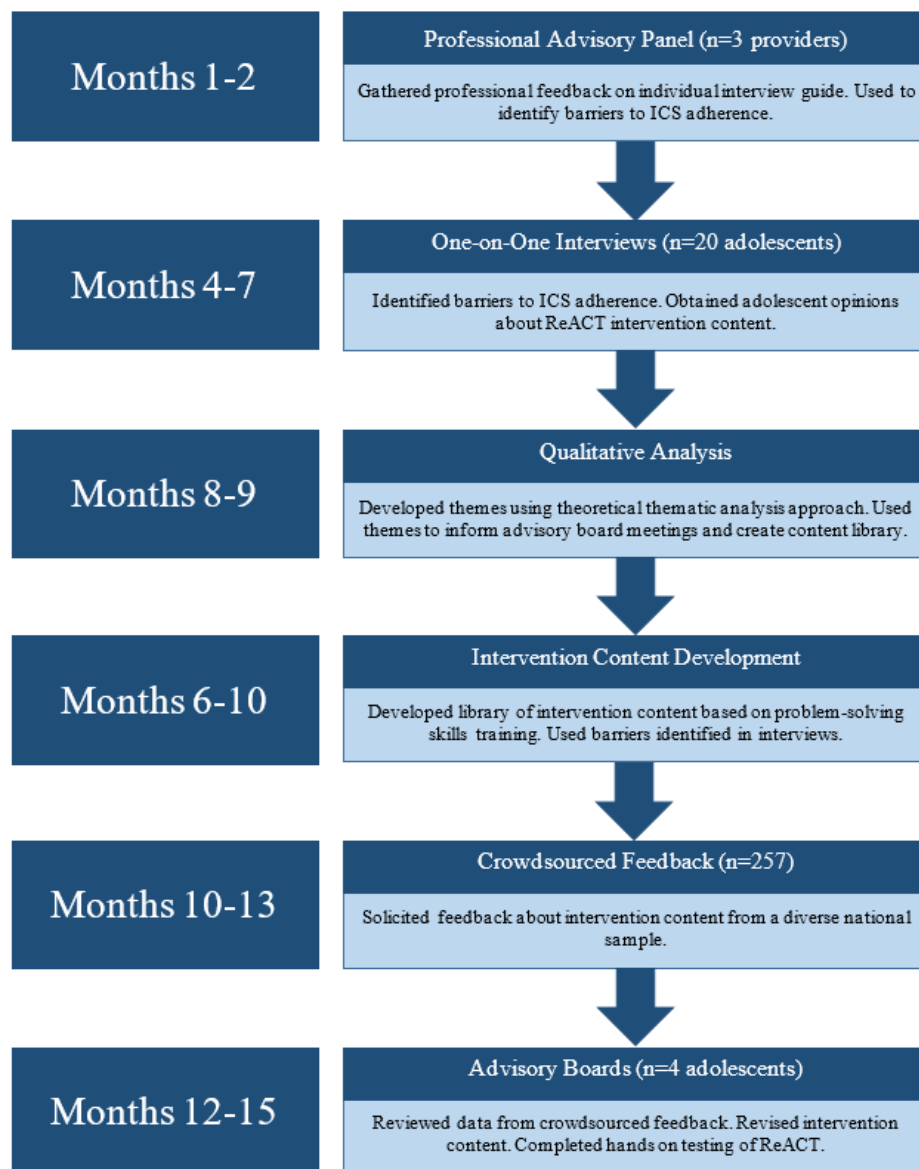 Months 1-2
Professional Advisory Panel (n=3 providers)
Gathered professional feedback on individual interview guide. Used to
identify barriers to ICS adherence.
Months 4-7
One-on-One Interviews (n=20 adolescents)
Identified barriers to ICS adherence. Obtained adolescent opinions
about ReACT intervention content.
Months 8-9
Qualitative Analysis
Developed themes using theoretical thematic analysis approach. Used
themes to inform advisory board meetings and create content library.
Months 6-10
Intervention Content Development
Developed library of intervention content based on problem-solving
skills training. Used barriers identified in interviews.
Months 10-13
Crowdsourced Feedback (n=257)
Solicited feedback about intervention content from a diverse national
sample.
Months 12-15
Advisory Boards (n=4 adolescents)
Reviewed data from crowdsourced feedback. Revised intervention
content. Completed hands on testing of ReACT.